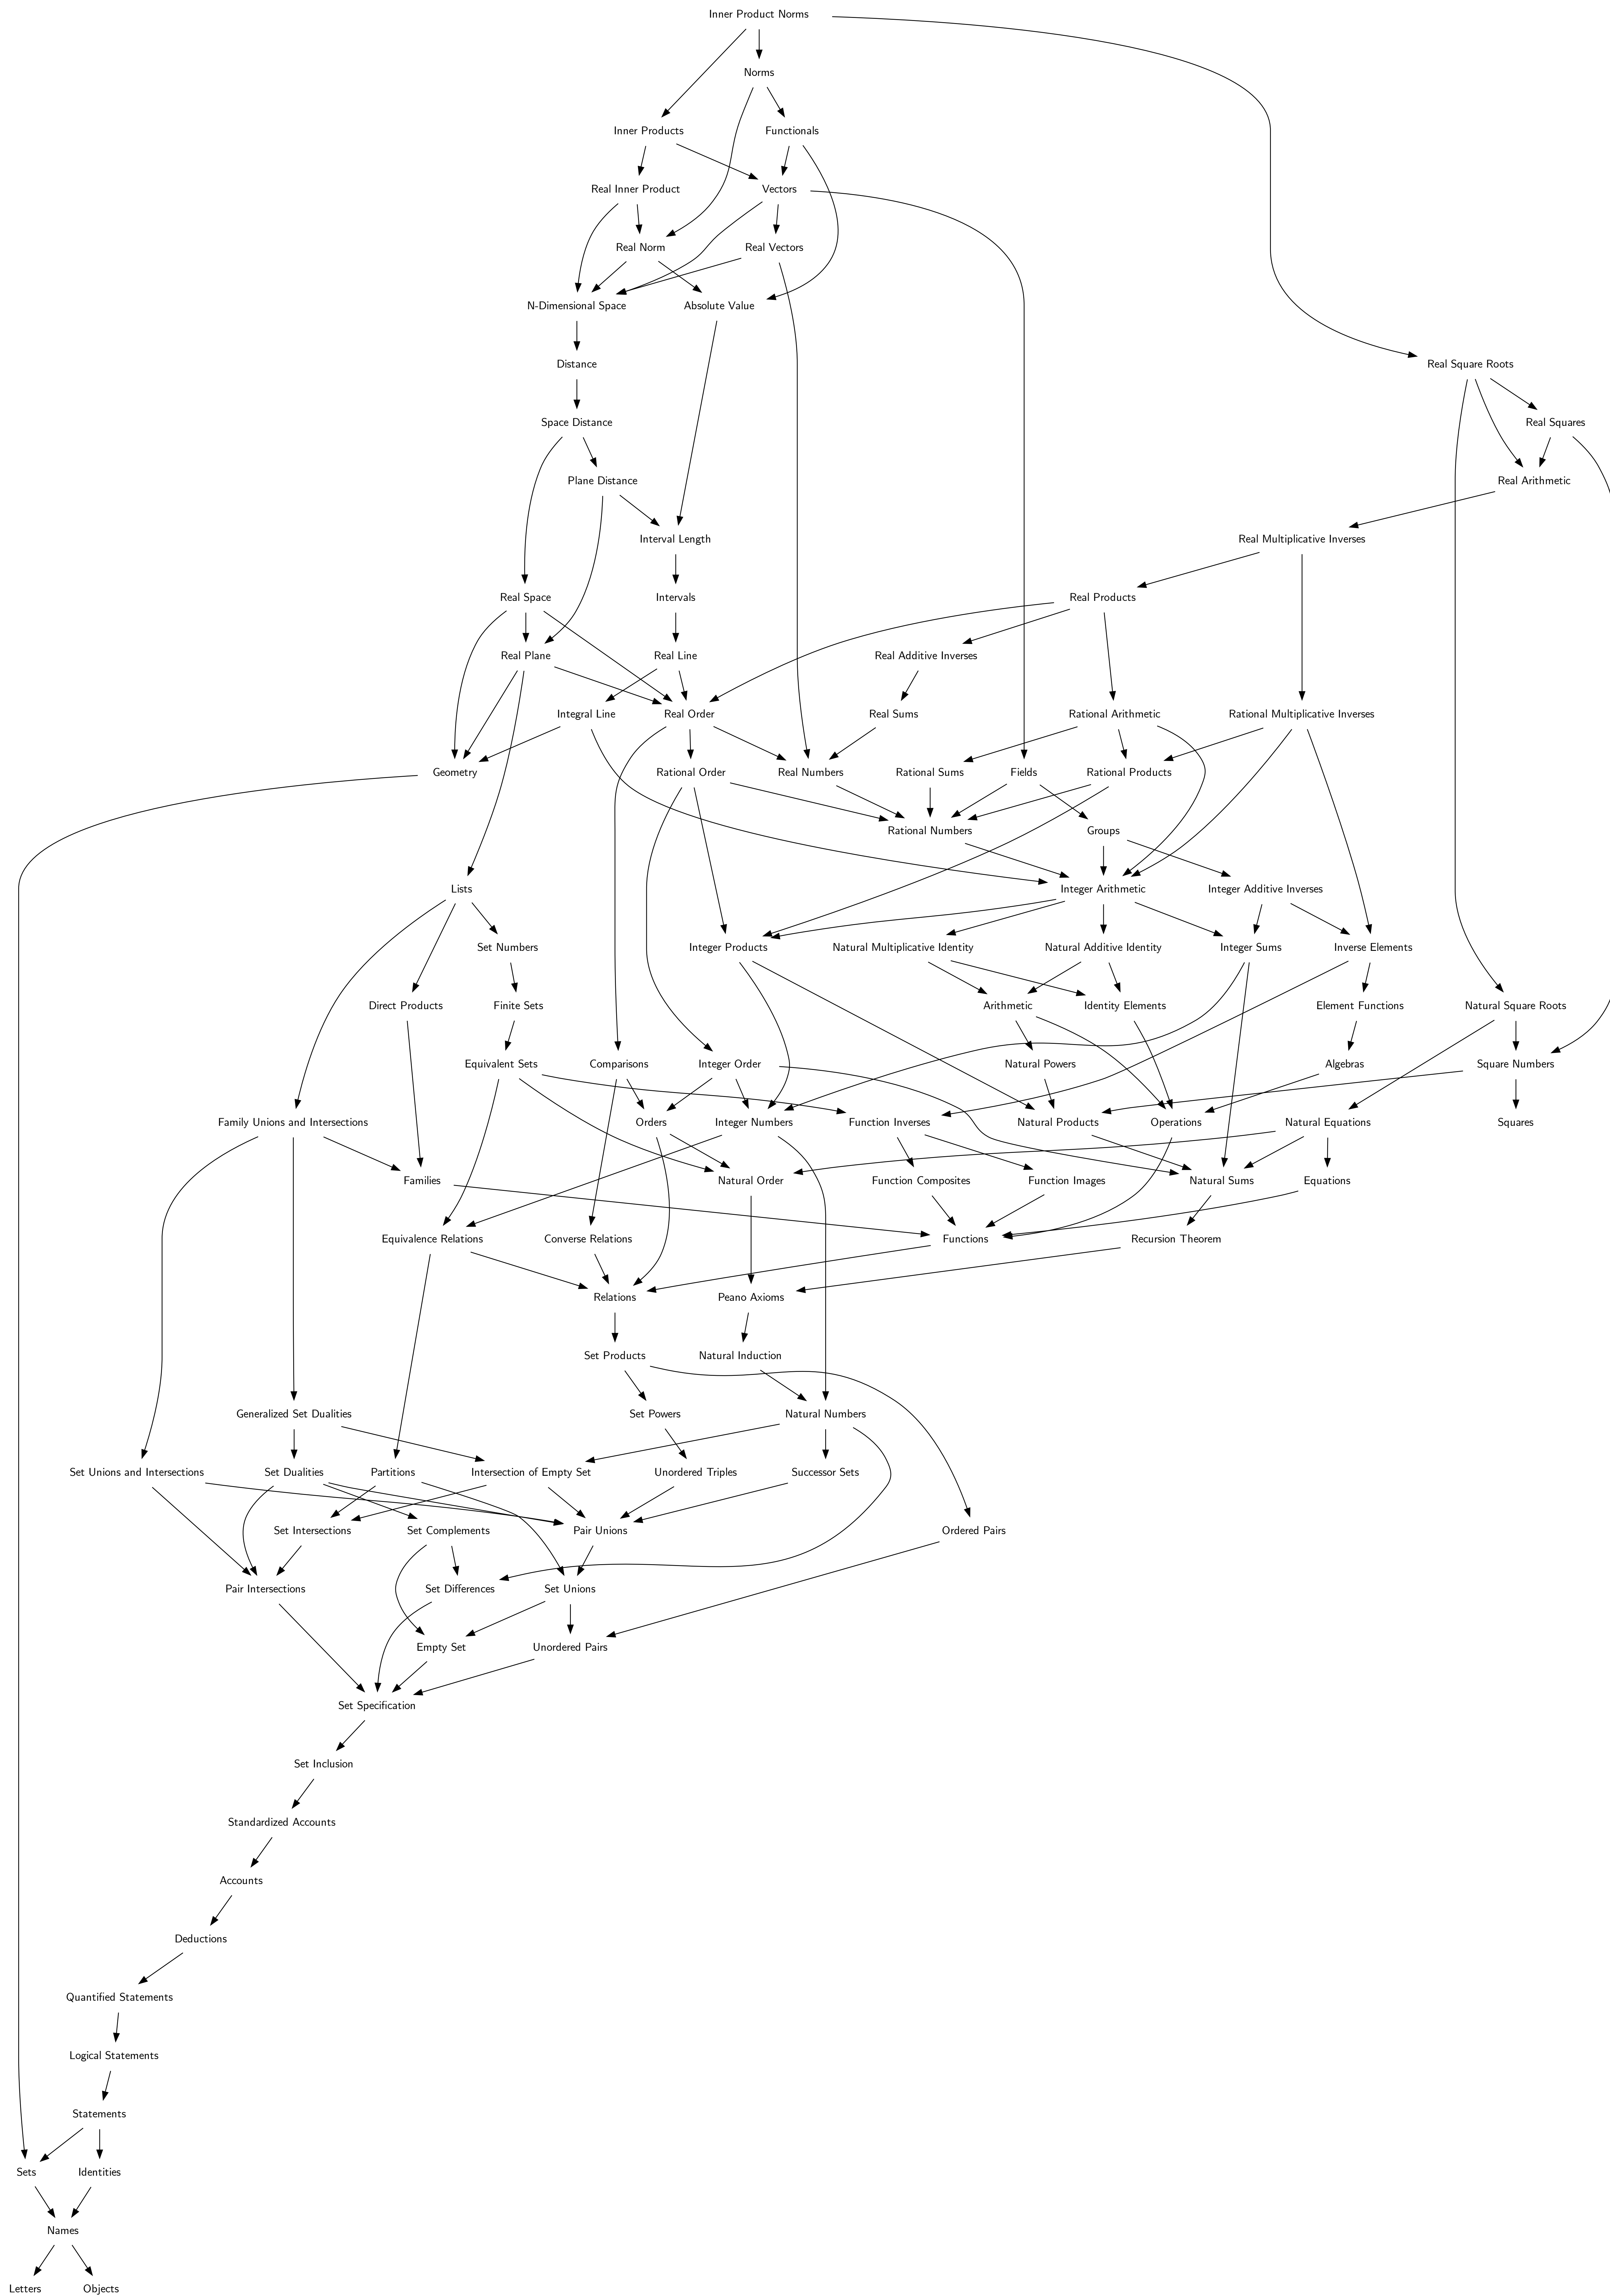 Inner Product Norms
Norms
Inner Products
Functionals
Real Inner Product
Vectors
Real Norm
Real Vectors
N-Dimensional Space
Absolute Value
Distance
Real Square Roots
Space Distance
Real Squares
Plane Distance
Real Arithmetic
Interval Length
Real Multiplicative Inverses
Real Space
Intervals
Real Products
Real Plane
Real Line
Real Additive Inverses
Integral Line
Real Order
Real Sums
Rational Arithmetic
Rational Multiplicative Inverses
Geometry
Rational Order
Real Numbers
Rational Sums
Fields
Rational Products
Rational Numbers
Groups
Lists
Integer Arithmetic
Integer Additive Inverses
Set Numbers
Integer Products
Natural Multiplicative Identity
Natural Additive Identity
Integer Sums
Inverse Elements
Direct Products
Finite Sets
Arithmetic
Identity Elements
Element Functions
Natural Square Roots
Equivalent Sets
Comparisons
Integer Order
Natural Powers
Algebras
Square Numbers
Family Unions and Intersections
Orders
Integer Numbers
Function Inverses
Natural Products
Operations
Natural Equations
Squares
Families
Natural Order
Function Composites
Function Images
Natural Sums
Equations
Equivalence Relations
Converse Relations
Functions
Recursion Theorem
Relations
Peano Axioms
Set Products
Natural Induction
Generalized Set Dualities
Set Powers
Natural Numbers
Set Unions and Intersections
Set Dualities
Partitions
Intersection of Empty Set
Unordered Triples
Successor Sets
Set Intersections
Set Complements
Pair Unions
Ordered Pairs
Pair Intersections
Set Differences
Set Unions
Empty Set
Unordered Pairs
Set Specification
Set Inclusion
Standardized Accounts
Accounts
Deductions
Quantified Statements
Logical Statements
Statements
Sets
Identities
Names
Letters
Objects